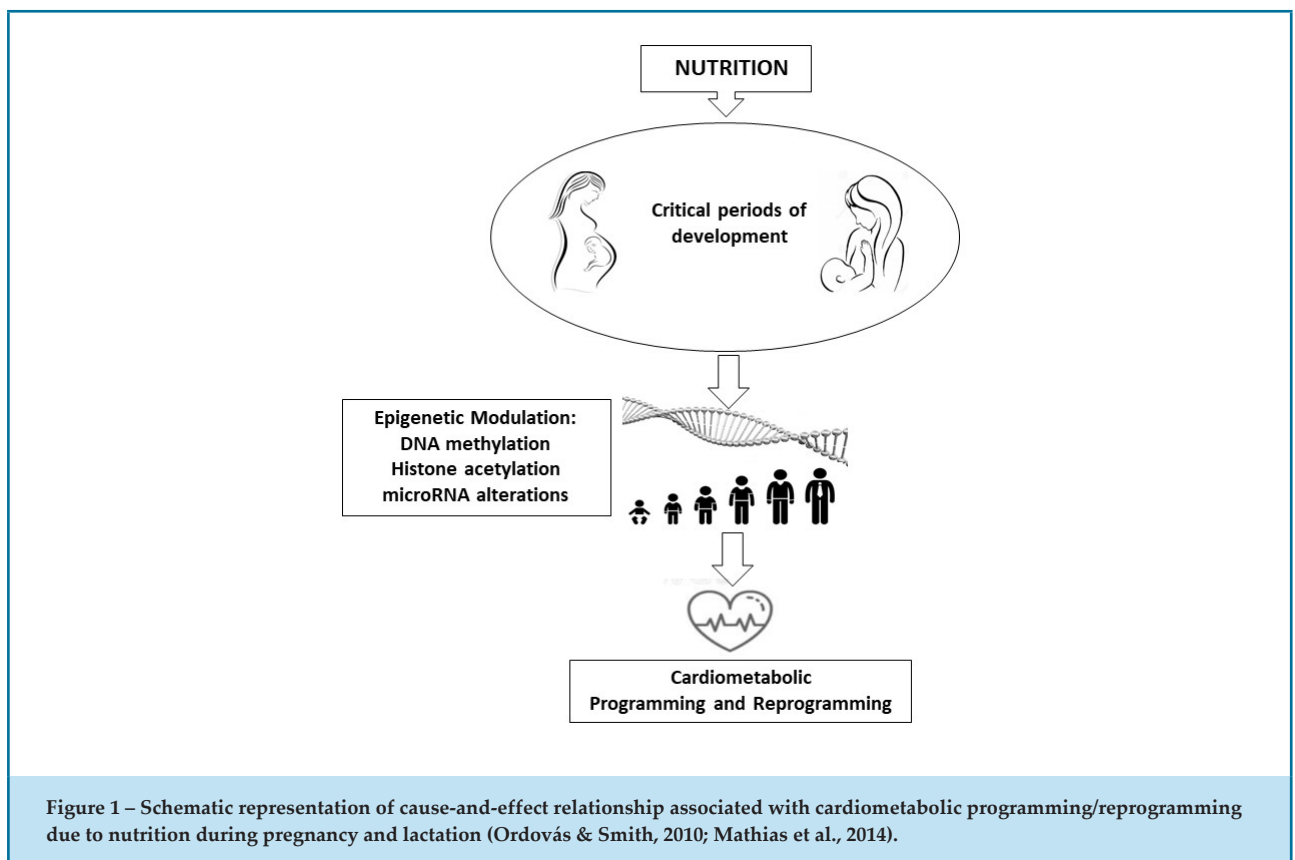 NUTRITION
Critical periods of
development
Epigenetic Modulation:
DNA methylation
Histone acetylation
microRNA alterations
Cardiometabolic
Programming and Reprogramming
Figure 1 – Schematic representation of cause-and-effect relationship associated with cardiometabolic programming/reprogramming
due to nutrition during pregnancy and lactation (Ordovás & Smith, 2010; Mathias et al., 2014).